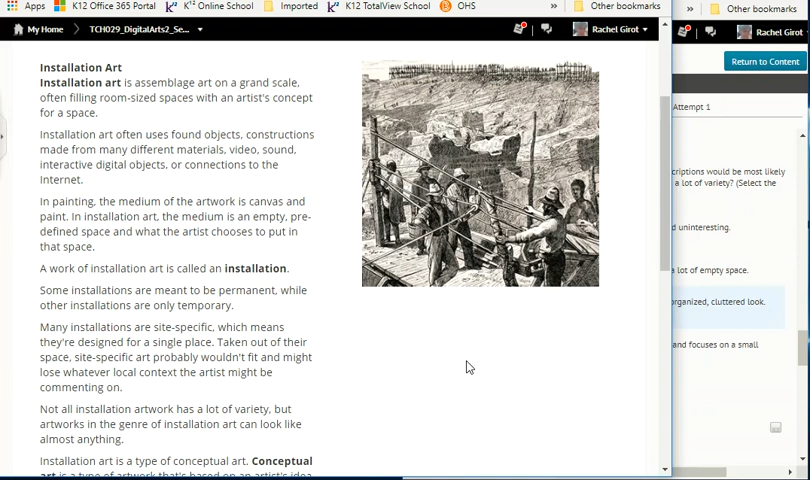 Apps K12 Office 365 Portal K¹² Online School Imported K12 TotalView School OHS » Other bookmarks
» Other bookmarks
My Home TCH029_DigitalArts2_Se... Rachel Girot
Rachel Girot
Return to Content
Attempt 1
Installation Art
Installation art is assemblage art on a grand scale,
often filling room-sized spaces with an artist's concept
for a space.
Installation art often uses found objects, constructions
made from many different materials, video, sound,
interactive digital objects, or connections to the
Internet.
In painting, the medium of the artwork is canvas and
paint. In installation art, the medium is an empty, pre-
defined space and what the artist chooses to put in
that space.
A work of installation art is called an installation.
Some installations are meant to be permanent, while
other installations are only temporary.
Many installations are site-specific, which means
they're designed for a single place. Taken out of their
space, site-specific art probably wouldn't fit and might
lose whatever local context the artist might be
commenting on.
Not all installation artwork has a lot of variety, but
artworks in the genre of installation art can look like
almost anything.
Installation art is a type of conceptual art. Conceptual
art is a type of artwork that's based on an artist's idea
criptions would be most likely
a lot of variety? (Select the
d uninteresting.
a lot of empty space.
organized, cluttered look.
and focuses on a small